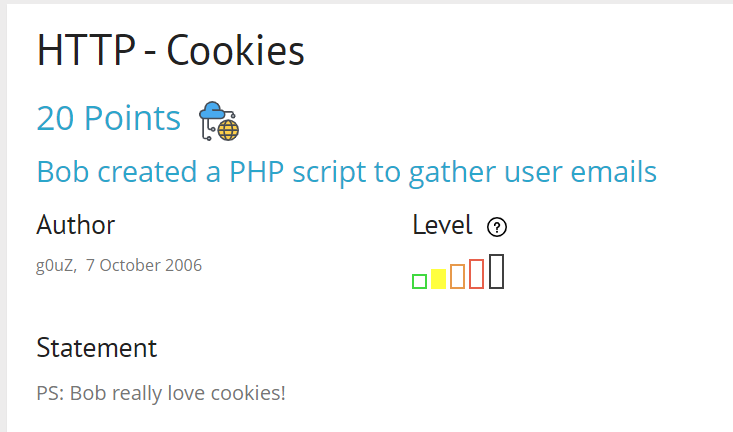 HTTP - Cookies
20 Points
Bob created a PHP script to gather user emails
Author
Level ?
g0uZ, 7 October 2006
Statement
PS: Bob really love cookies!